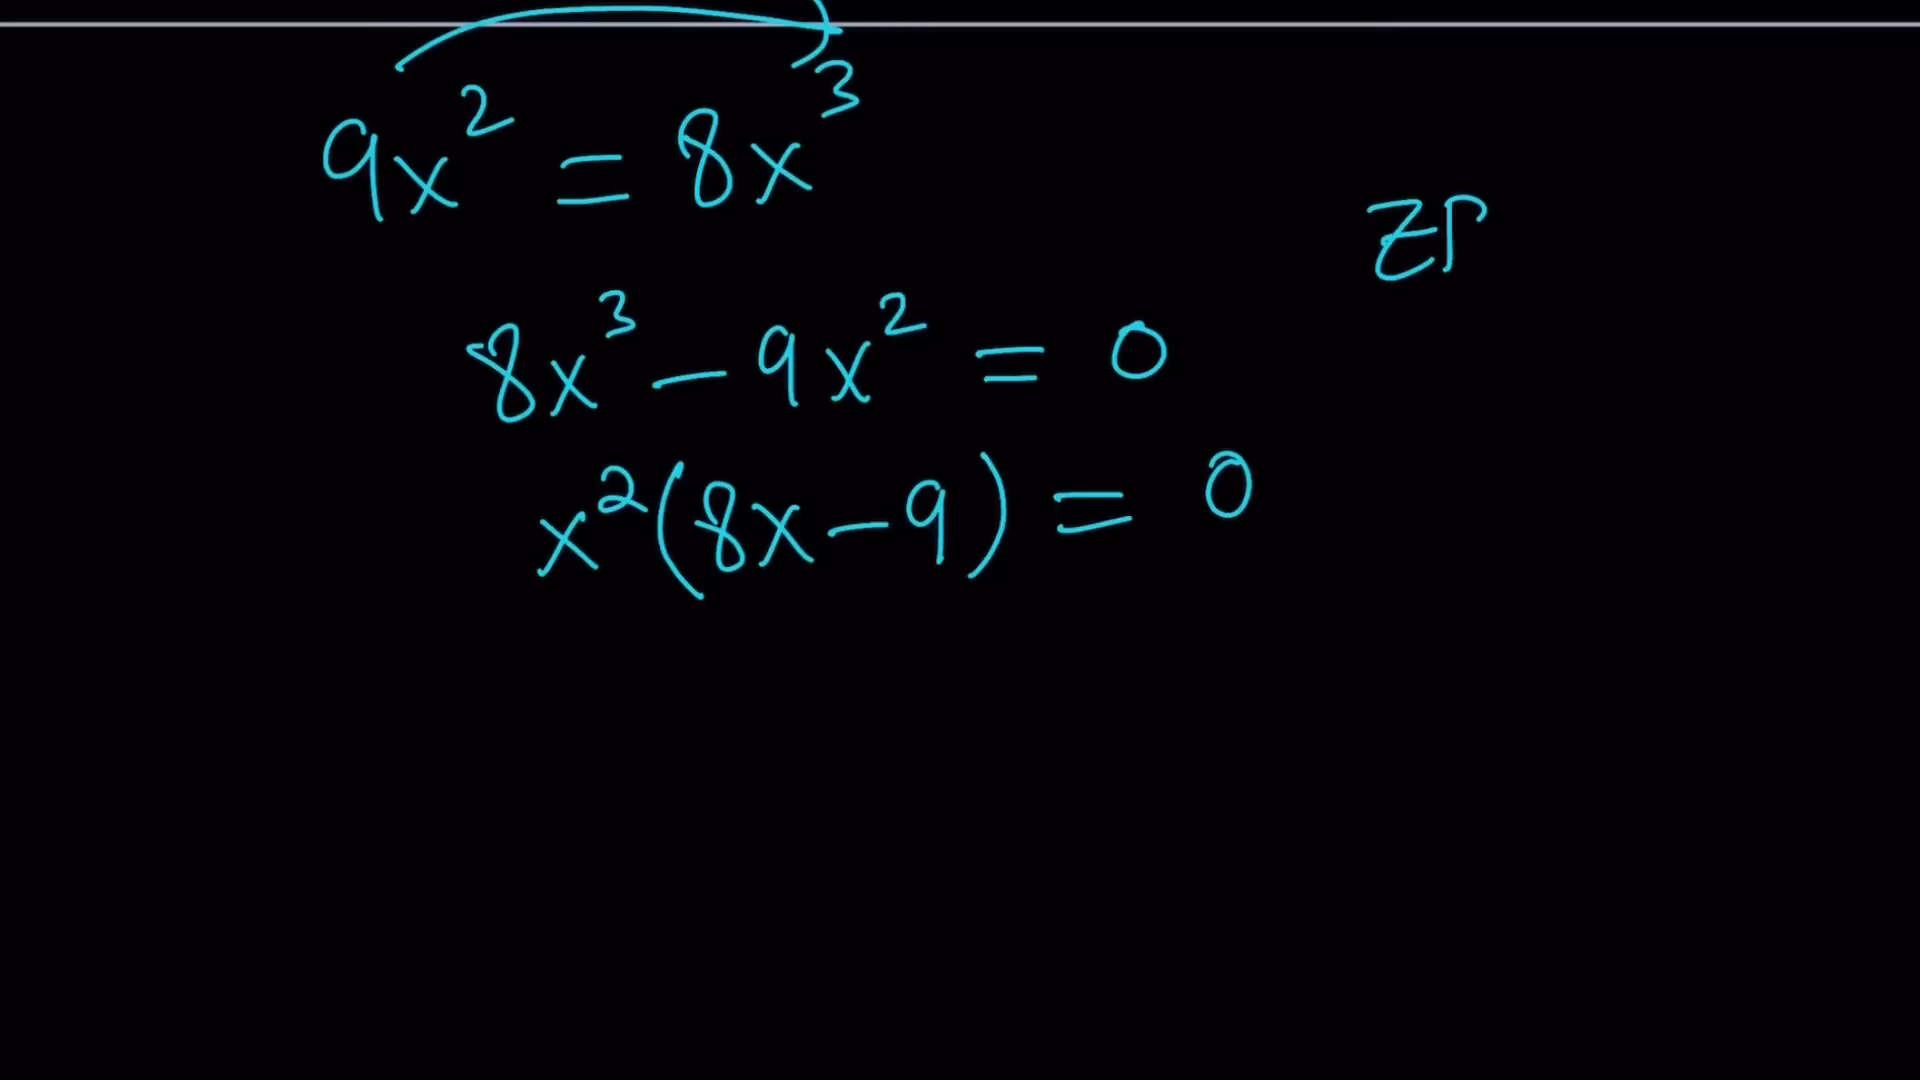 9x² = 8x³
ZP
8x³ - 9x² = 0
x²(8x - 9) = 0